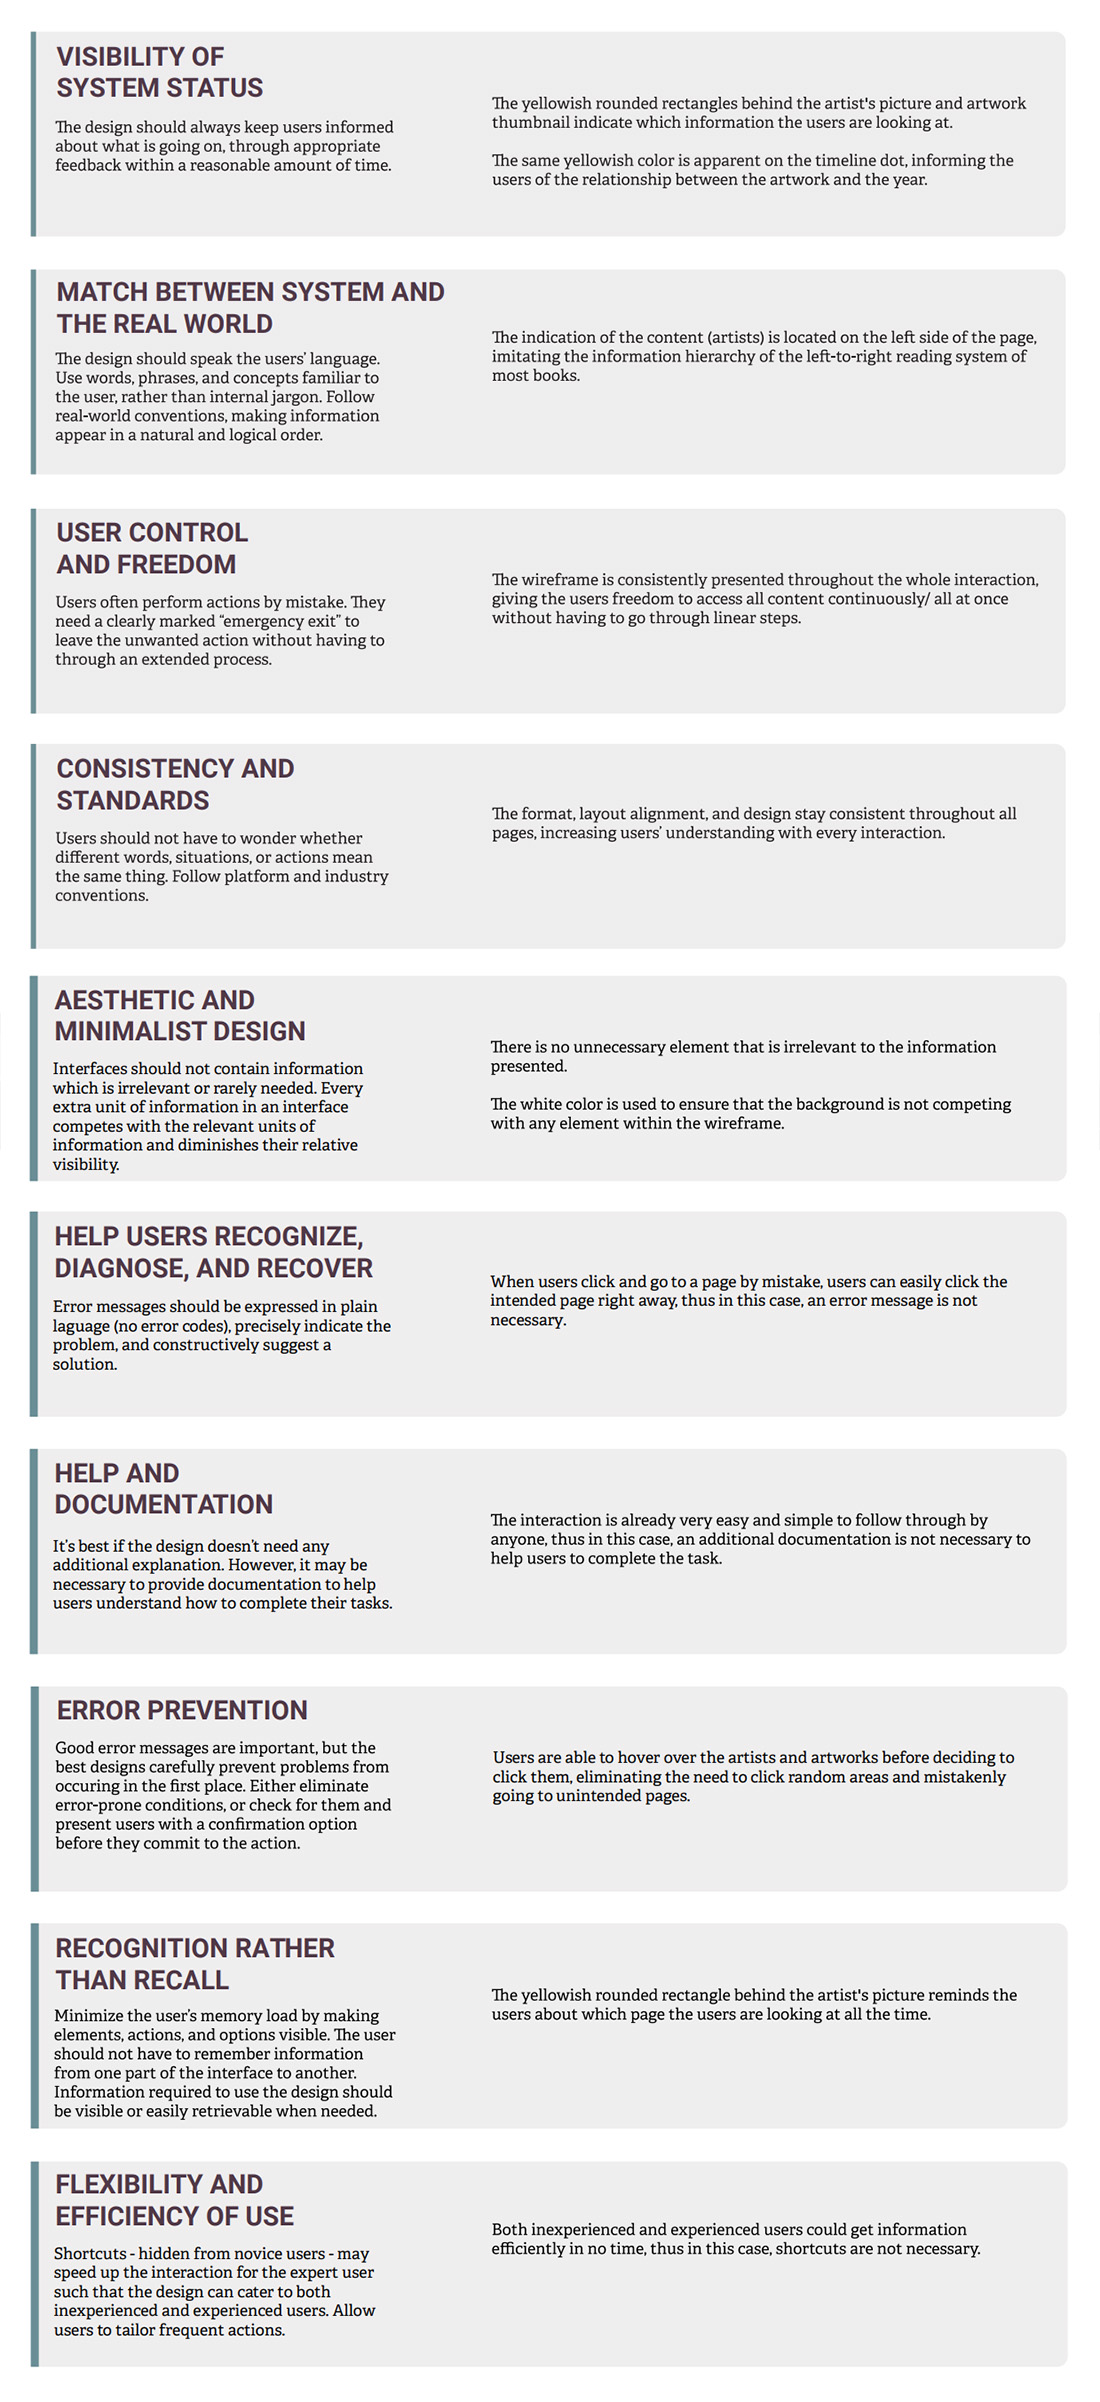 VISIBILITY OF
SYSTEM STATUS
The design should always keep users informed
about what is going on, through appropriate
feedback within a reasonable amount of time.
The yellowish rounded rectangles behind the artist's picture and artwork
thumbnail indicate which information the users are looking at.
The same yellowish color is apparent on the timeline dot, informing the
users of the relationship between the artwork and the year.
MATCH BETWEEN SYSTEM AND
THE REAL WORLD
The design should speak the users’ language.
Use words, phrases, and concepts familiar to
the user, rather than internal jargon. Follow
real-world conventions, making information
appear in a natural and logical order.
The indication of the content (artists) is located on the left side of the page,
imitating the information hierarchy of the left-to-right reading system of
most books.
USER CONTROL
AND FREEDOM
Users often perform actions by mistake. They
need a clearly marked “emergency exit” to
leave the unwanted action without having to
through an extended process.
The wireframe is consistently presented throughout the whole interaction,
giving the users freedom to access all content continuously/ all at once
without having to go through linear steps.
CONSISTENCY AND
STANDARDS
Users should not have to wonder whether
different words, situations, or actions mean
the same thing. Follow platform and industry
conventions.
The format, layout alignment, and design stay consistent throughout all
pages, increasing users’ understanding with every interaction.
AESTHETIC AND
MINIMALIST DESIGN
Interfaces should not contain information
which is irrelevant or rarely needed. Every
extra unit of information in an interface
competes with the relevant units of
information and diminishes their relative
visibility.
There is no unnecessary element that is irrelevant to the information
presented.
The white color is used to ensure that the background is not competing
with any element within the wireframe.
HELP USERS RECOGNIZE,
DIAGNOSE, AND RECOVER
Error messages should be expressed in plain
laguage (no error codes), precisely indicate the
problem, and constructively suggest a
solution.
When users click and go to a page by mistake, users can easily click the
intended page right away, thus in this case, an error message is not
necessary.
HELP AND
DOCUMENTATION
It’s best if the design doesn’t need any
additional explanation. However, it may be
necessary to provide documentation to help
users understand how to complete their tasks.
The interaction is already very easy and simple to follow through by
anyone, thus in this case, an additional documentation is not necessary to
help users to complete the task.
ERROR PREVENTION
Good error messages are important, but the
best designs carefully prevent problems from
occuring in the first place. Either eliminate
error-prone conditions, or check for them and
present users with a confirmation option
before they commit to the action.
Users are able to hover over the artists and artworks before deciding to
click them, eliminating the need to click random areas and mistakenly
going to unintended pages.
RECOGNITION RATHER
THAN RECALL
Minimize the user’s memory load by making
elements, actions, and options visible. The user
should not have to remember information
from one part of the interface to another.
Information required to use the design should
be visible or easily retrievable when needed.
The yellowish rounded rectangle behind the artist's picture reminds the
users about which page the users are looking at all the time.
FLEXIBILITY AND
EFFICIENCY OF USE
Shortcuts - hidden from novice users - may
speed up the interaction for the expert user
such that the design can cater to both
inexperienced and experienced users. Allow
users to tailor frequent actions.
Both inexperienced and experienced users could get information
efficiently in no time, thus in this case, shortcuts are not necessary.